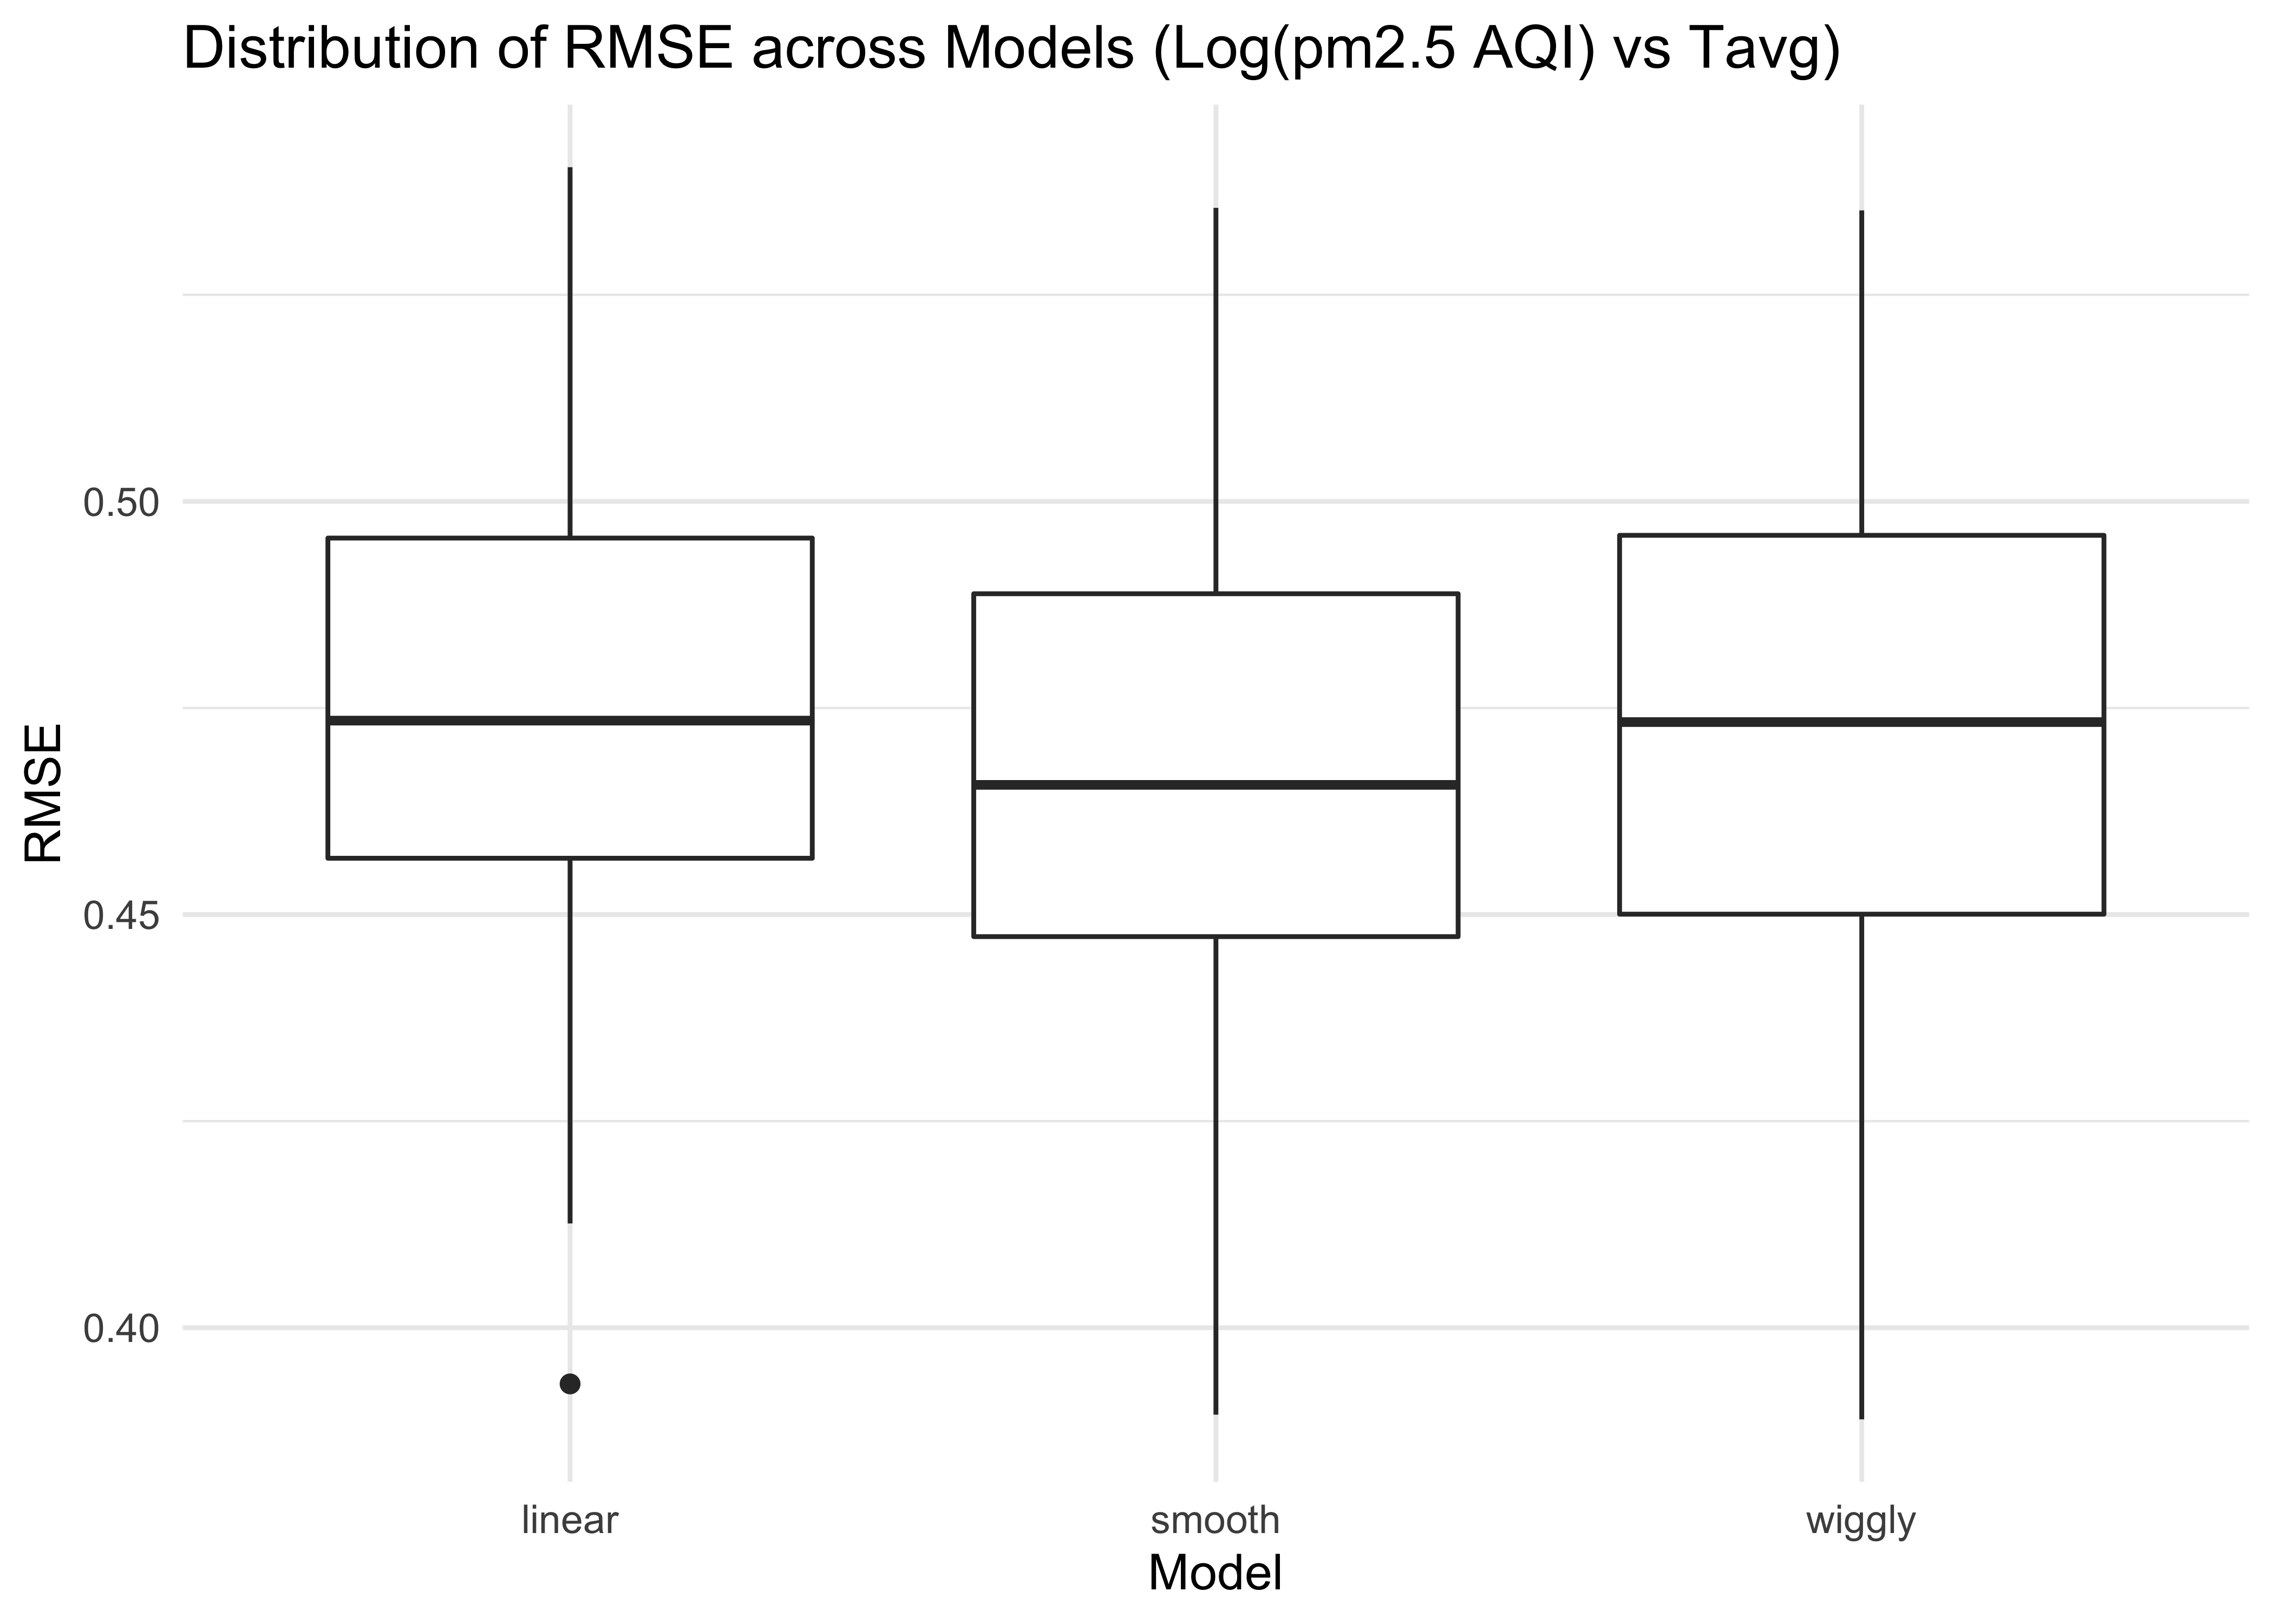 Distribution of RMSE across Models (Log(pm2.5 AQI) vs Tavg)
RMSE
0.50
0.45
0.40
linear
smooth
wiggly
Model